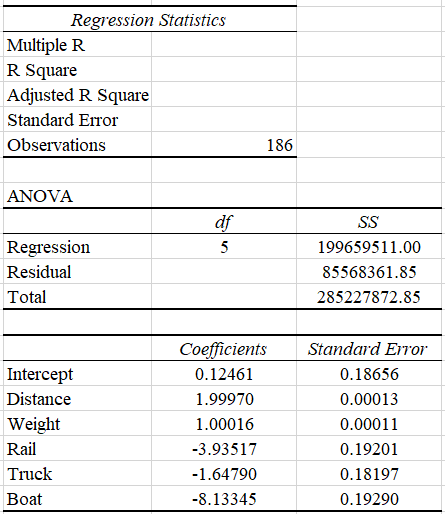 Regression Statistics
Multiple R
R Square
Adjusted R Square
Standard Error
Observations 186
ANOVA
df SS
Regression 5 199659511.00
Residual 85568361.85
Total 285227872.85
Coefficients Standard Error
Intercept 0.12461 0.18656
Distance 1.99970 0.00013
Weight 1.00016 0.00011
Rail -3.93517 0.19201
Truck -1.64790 0.18197
Boat -8.13345 0.19290